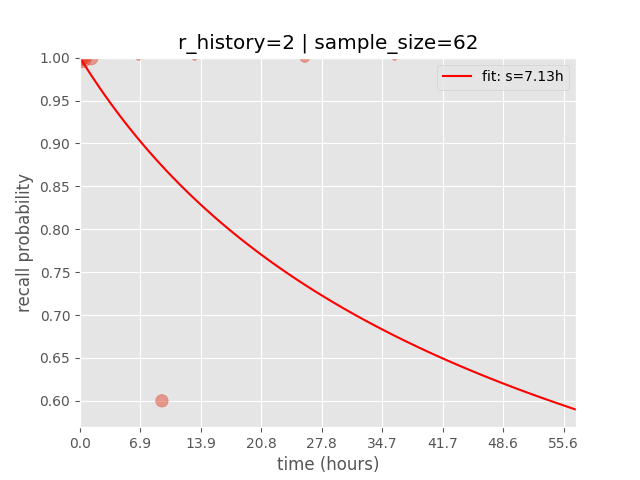 r_history=2 | sample_size=62
fit: s=7.13h
1.00
0.95
0.90
0.85
0.80
0.75
0.70
0.65
0.60
recall probability
0.0 6.9 13.9 20.8 27.8 34.7 41.7 48.6 55.6
time (hours)